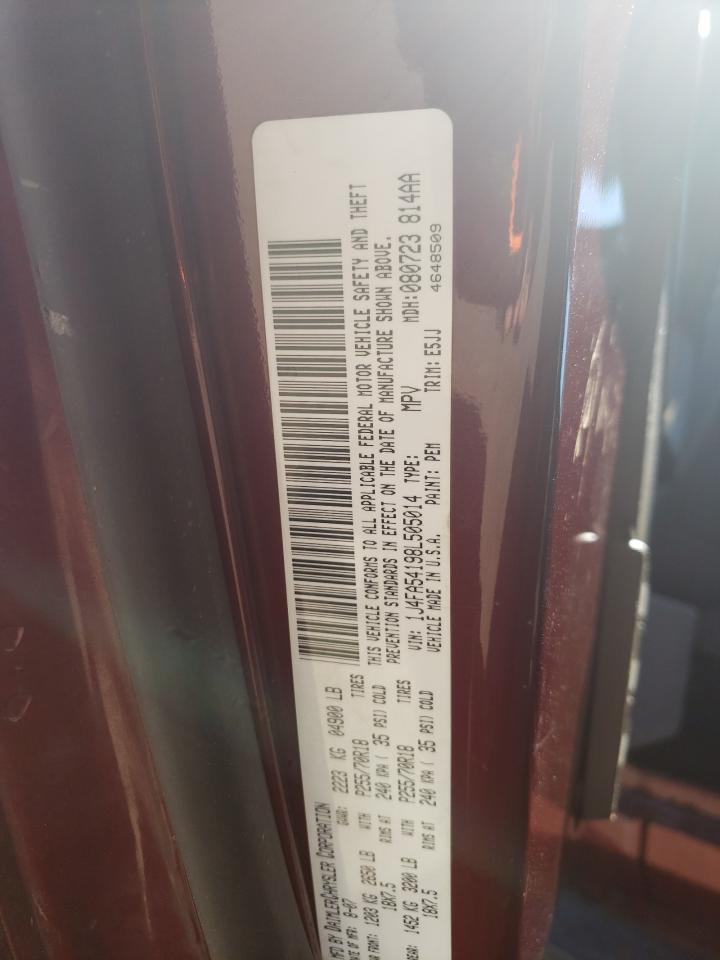 MFD BY DAIMLERCHRYSLER CORPORATION
DATE OF MFR: 8-07 GVWR: 2223 KG 04900 LB
FRONT: 1203 KG 2650 LB WITH P255/70R18 TIRES
18X7.5 RIMS AT 240 KPA ( 35 PSI) COLD
REAR: 1452 KG 3200 LB WITH P255/70R18 TIRES
18X7.5 RIMS AT 240 KPA ( 35 PSI) COLD
THIS VEHICLE CONFORMS TO ALL APPLICABLE FEDERAL MOTOR VEHICLE SAFETY AND THEFT
PREVENTION STANDARDS IN EFFECT ON THE DATE OF MANUFACTURE SHOWN ABOVE.
VIN: 1J4FA54198L505014 TYPE: MPV MDH:080723 814AA
VEHICLE MADE IN U.S.A. PAINT: PEM TRIM: E5JJ 4648509